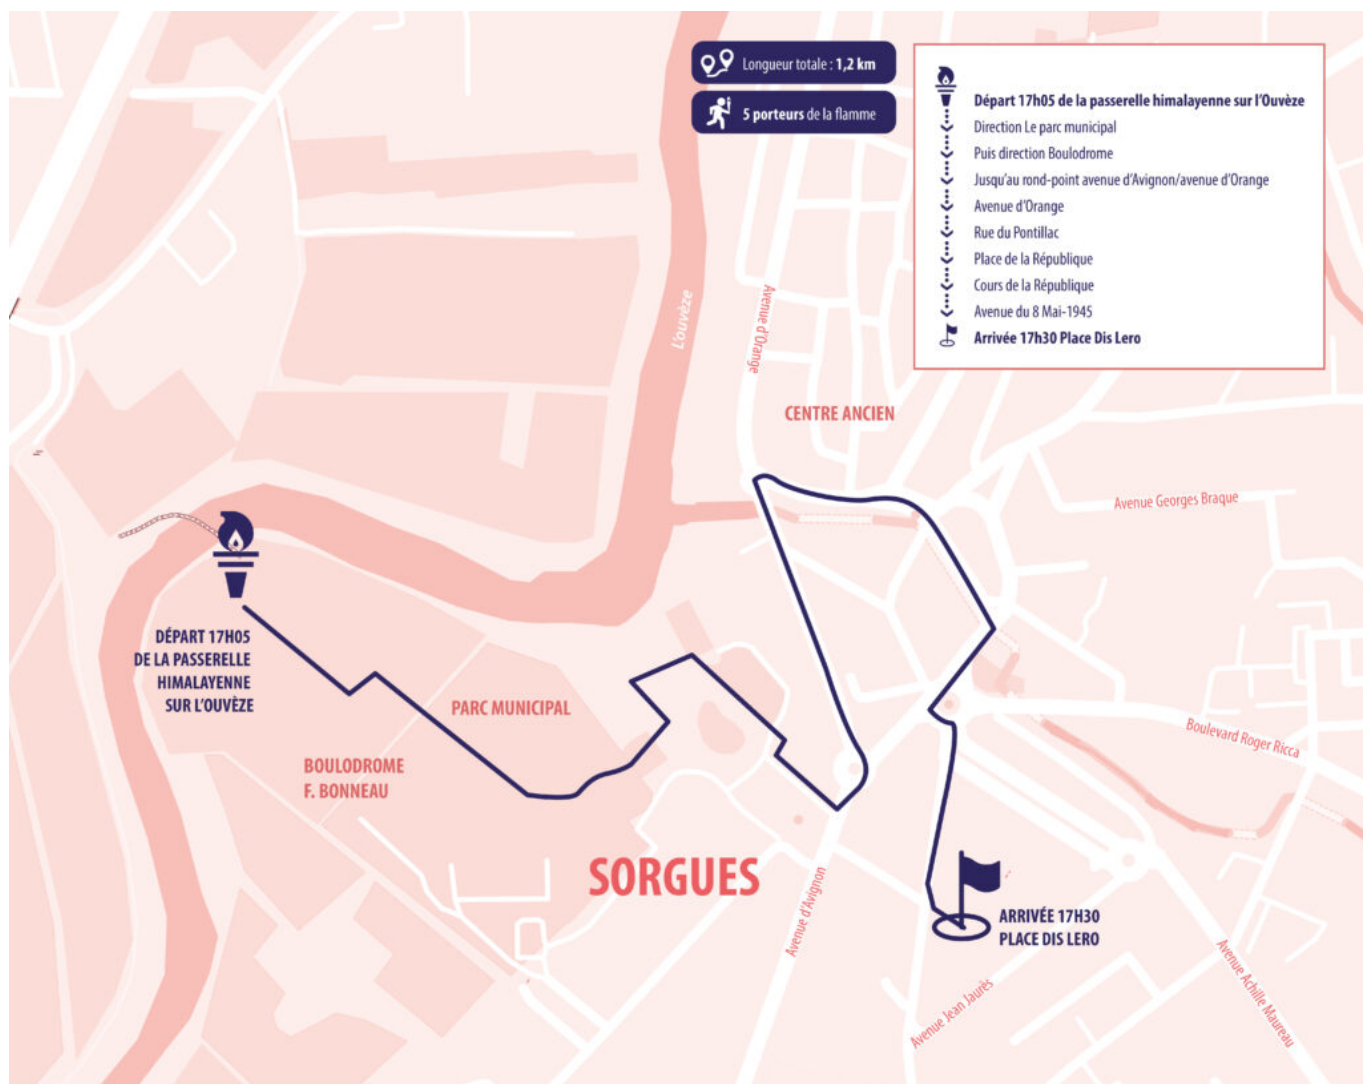 Longueur totale : 1,2 km
5 porteurs de la flamme
Départ 17h05 de la passerelle himalayenne sur l'Ouvèze
Direction Le parc municipal
Puis direction Boulodrome
Jusqu'au rond-point avenue d'Avignon/avenue d'Orange
Avenue d'Orange
Rue du Pontillac
Place de la République
Cours de la République
Avenue du 8 Mai-1945
Arrivée 17h30 Place Dis Lero
L'ouvèze
Avenue d'Orange
CENTRE ANCIEN
Avenue Georges Braque
DÉPART 17H05
DE LA PASSERELLE
HIMALAYENNE
SUR L'OUVÈZE
PARC MUNICIPAL
BOULODROME
F. BONNEAU
Boulevard Roger Ricca
SORGUES
Avenue d'Avignon
ARRIVÉE 17H30
PLACE DIS LERO
Avenue Jean Jaurès
Avenue Achille Maureau